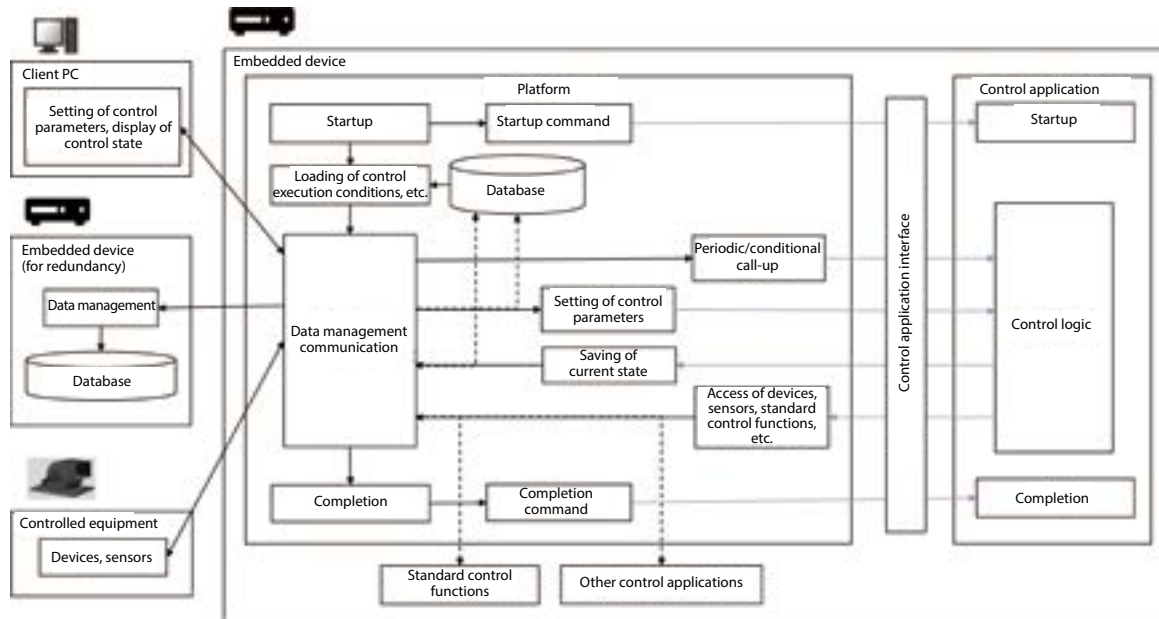 Client PC
Setting of control
parameters, display of
control state
Embedded device
(for redundancy)
Data management
Database
Controlled equipment
Devices, sensors
Embedded device
Platform
Startup
Startup command
Loading of control
execution conditions, etc.
Database
Data management
communication
Periodic/conditional
call-up
Setting of control
parameters
Saving of
current state
Access of devices,
sensors, standard
control functions,
etc.
Completion
Completion
command
Standard control
functions
Other control applications
Control application interface
Control application
Startup
Control logic
Completion